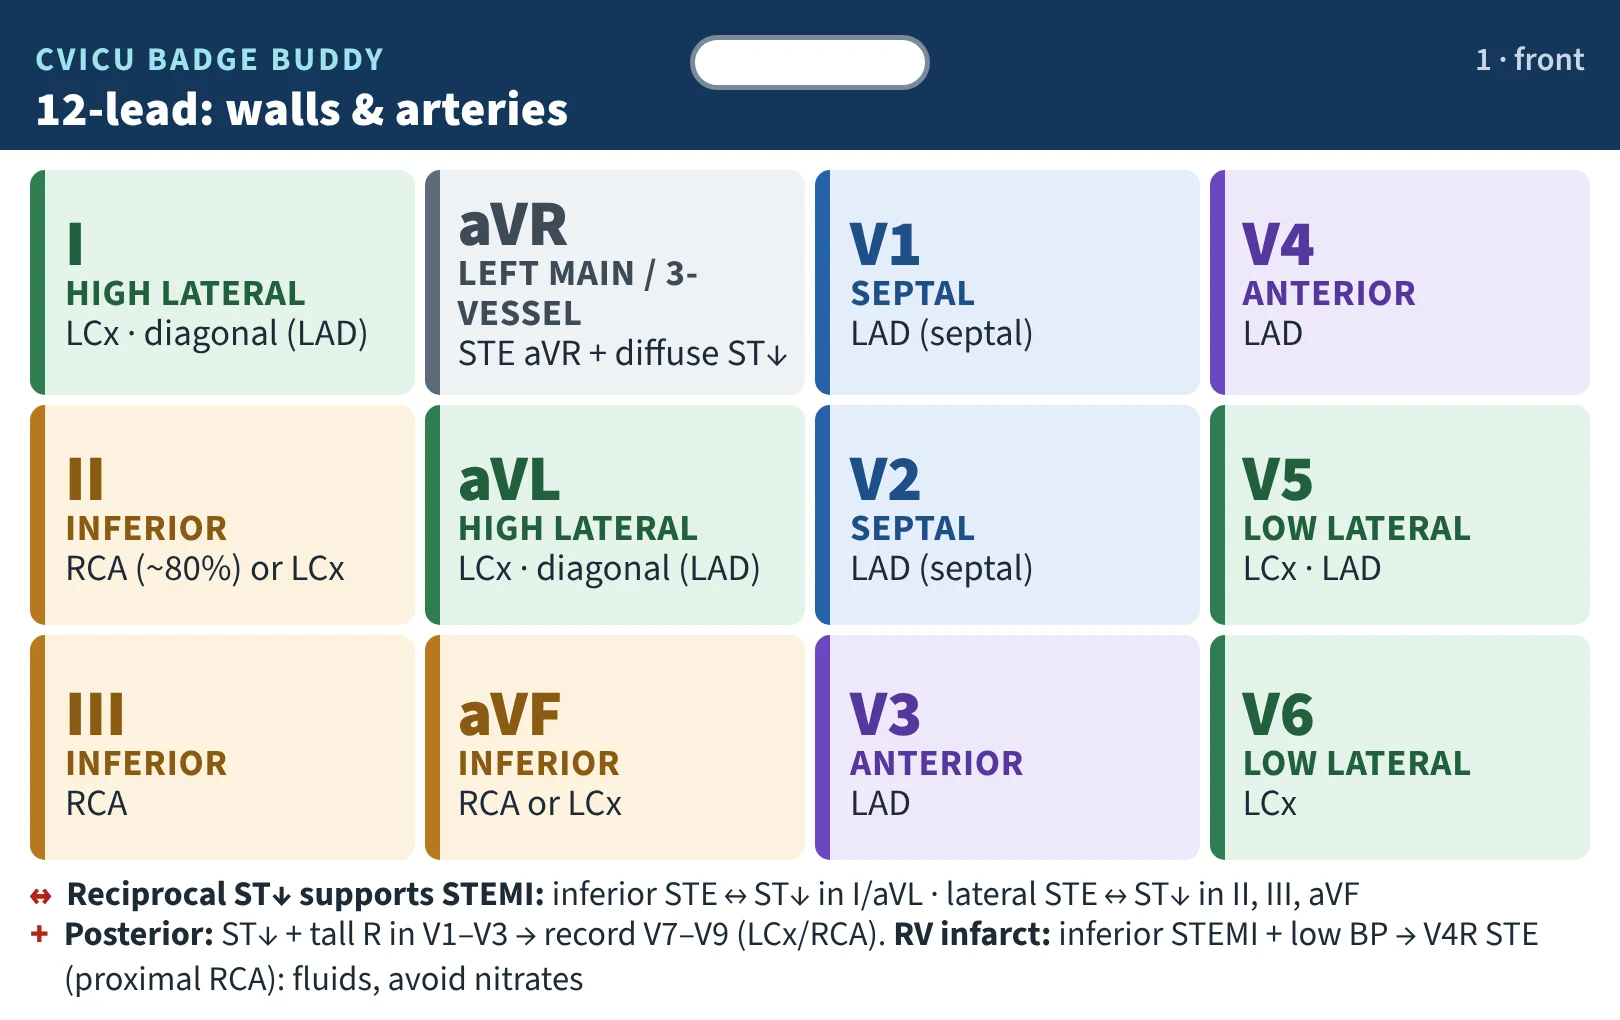 CVICU BADGE BUDDY
1 · front
12-lead: walls & arteries
I
HIGH LATERAL
LCx · diagonal (LAD)
aVR
LEFT MAIN / 3-
VESSEL
STE aVR + diffuse ST↓
V1
SEPTAL
LAD (septal)
V4
ANTERIOR
LAD
II
INFERIOR
RCA (~80%) or LCx
aVL
HIGH LATERAL
LCx · diagonal (LAD)
V2
SEPTAL
LAD (septal)
V5
LOW LATERAL
LCx · LAD
III
INFERIOR
RCA
aVF
INFERIOR
RCA or LCx
V3
ANTERIOR
LAD
V6
LOW LATERAL
LCx
↔ Reciprocal ST↓ supports STEMI: inferior STE ↔ ST↓ in I/aVL · lateral STE ↔ ST↓ in II, III, aVF
+ Posterior: ST↓ + tall R in V1–V3 → record V7–V9 (LCx/RCA). RV infarct: inferior STEMI + low BP → V4R STE
(proximal RCA): fluids, avoid nitrates